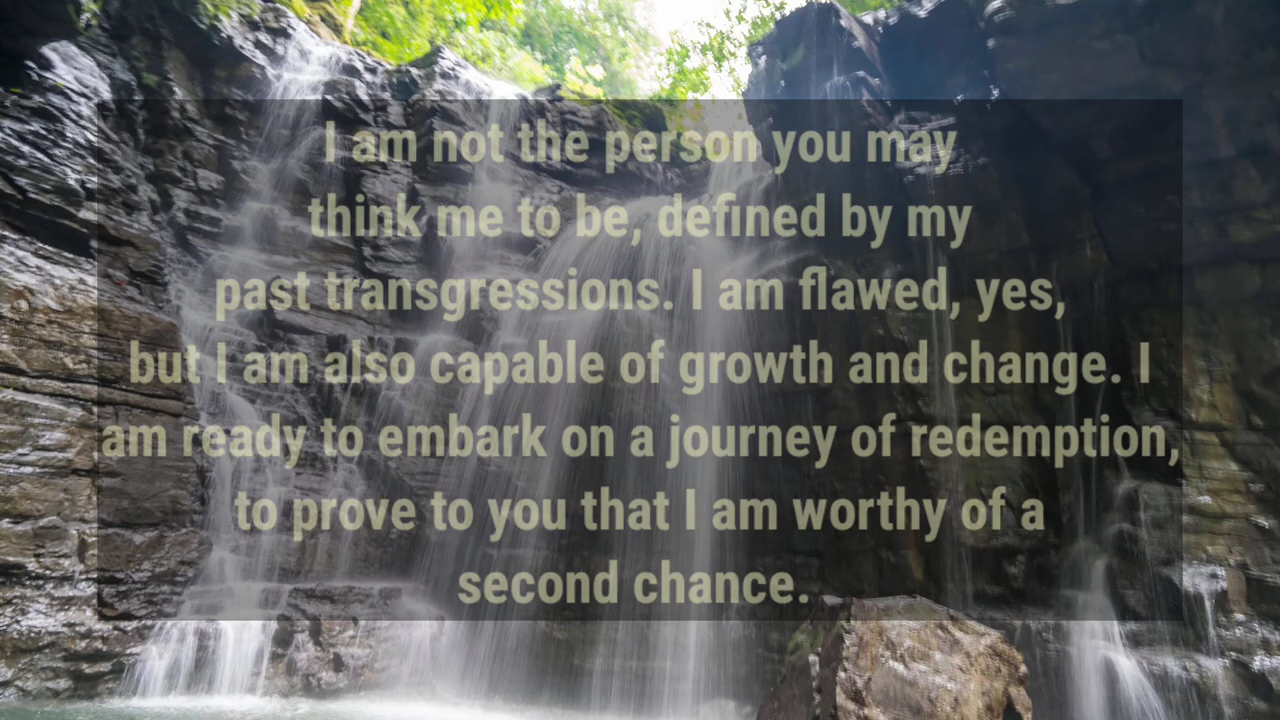 I am not the person you may
think me to be, defined by my
past transgressions. I am flawed, yes,
but I am also capable of growth and change. I
am ready to embark on a journey of redemption,
to prove to you that I am worthy of a
second chance.